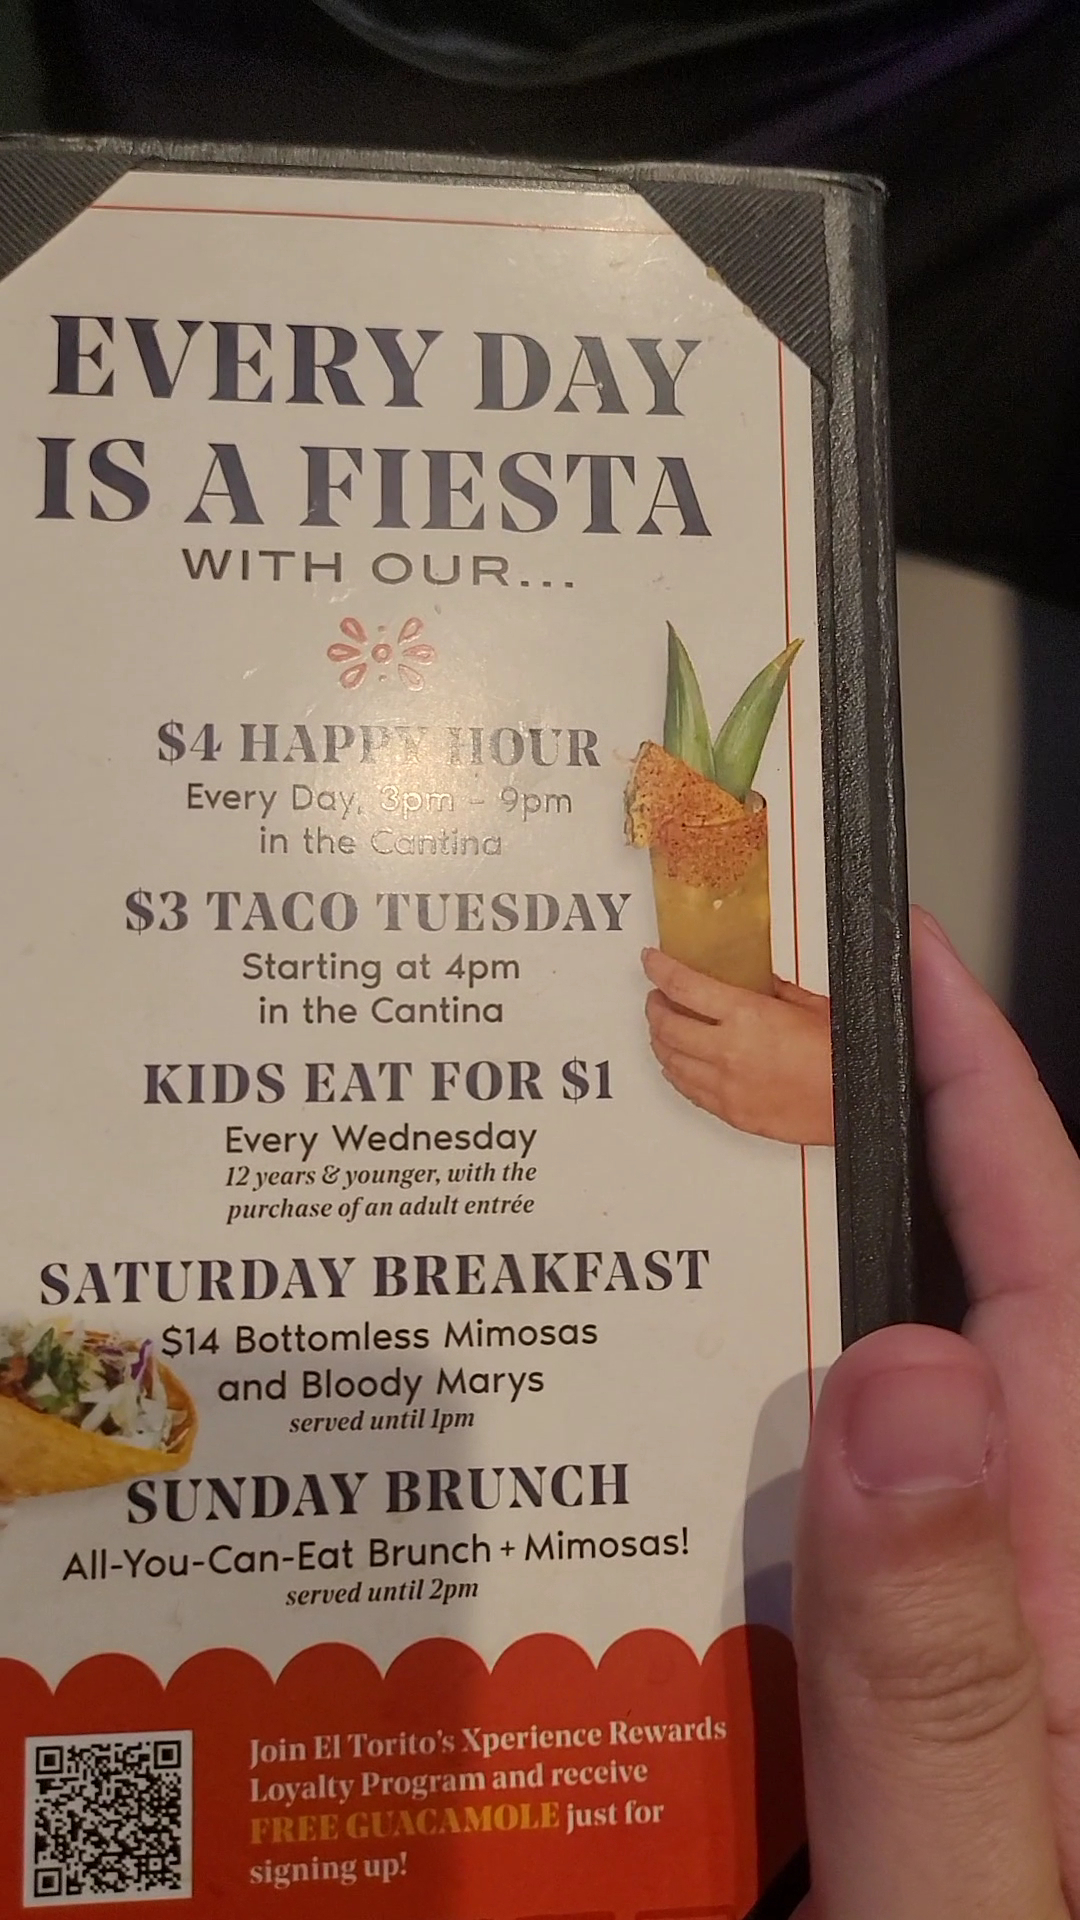 EVERY DAY
IS A FIESTA
WITH OUR...
$4 HAPPY HOUR
Every Day, 3pm - 9pm
in the Cantina
$3 TACO TUESDAY
Starting at 4pm
in the Cantina
KIDS EAT FOR $1
Every Wednesday
12 years & younger, with the
purchase of an adult entrée
SATURDAY BREAKFAST
$14 Bottomless Mimosas
and Bloody Marys
served until 1pm
SUNDAY BRUNCH
All-You-Can-Eat Brunch + Mimosas!
served until 2pm
Join El Torito's Xperience Rewards
Loyalty Program and receive
FREE GUACAMOLE just for
signing up!